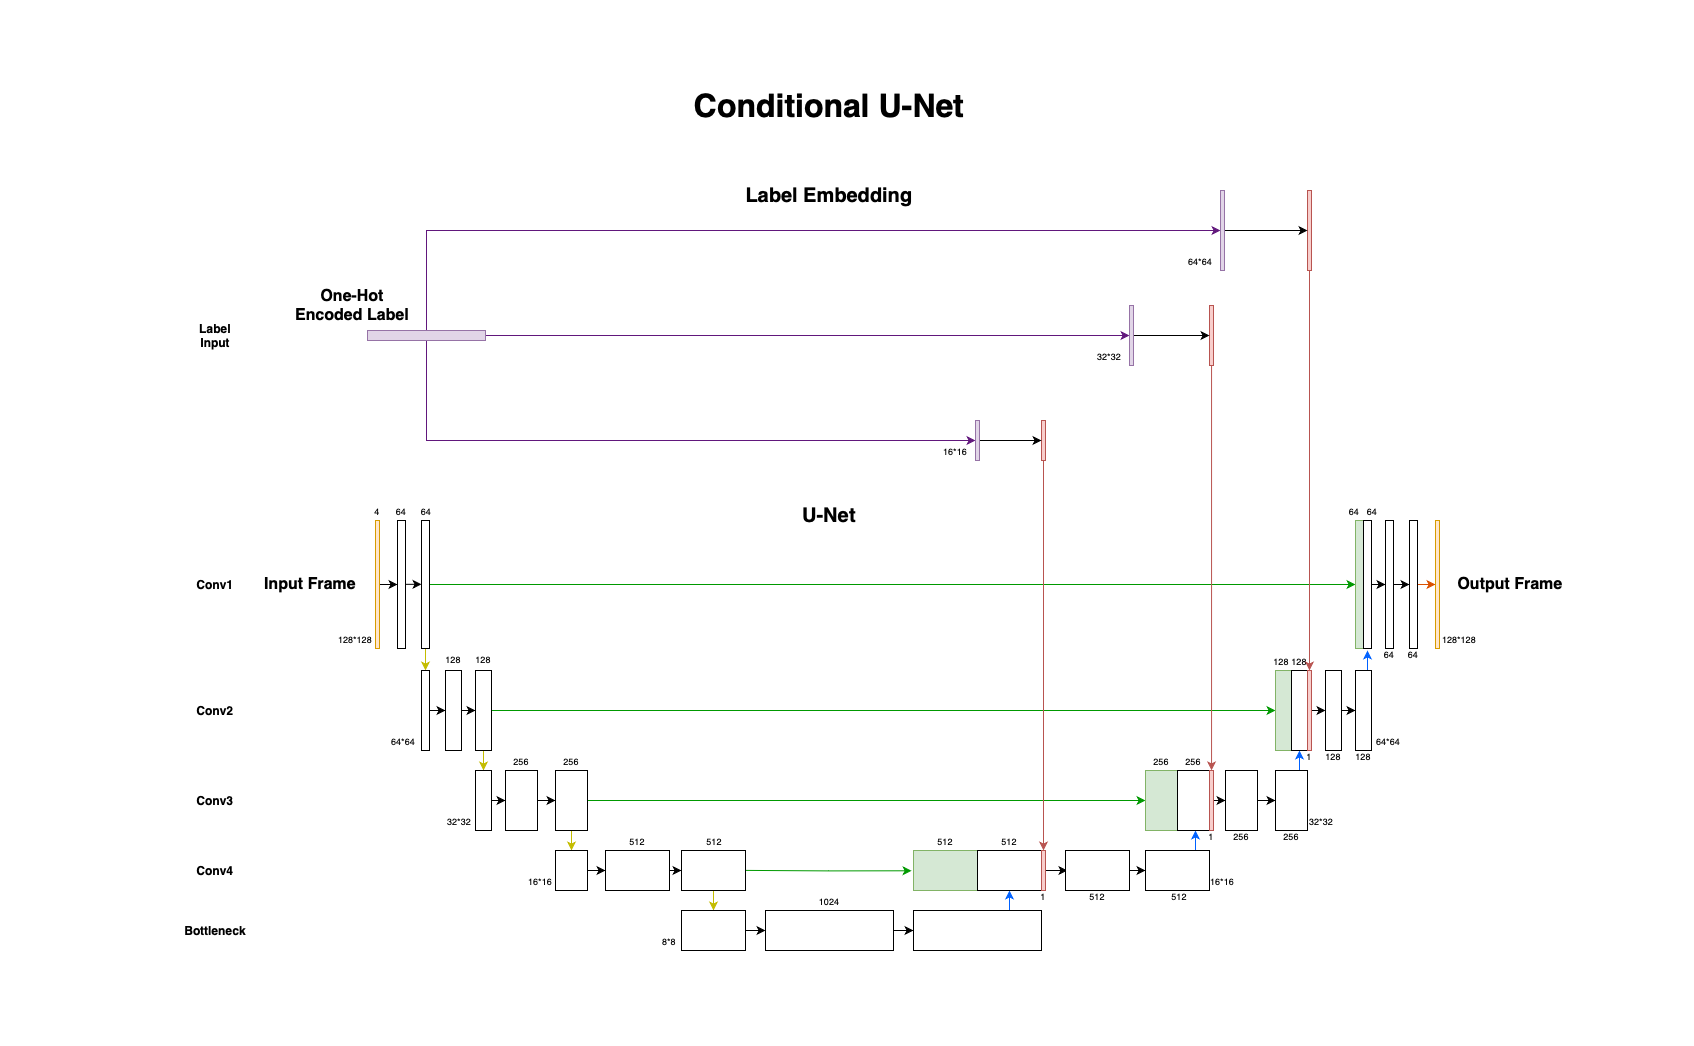 Conditional U-Net
Label Embedding
64*64
One-Hot
Encoded Label
Label
Input
32*32
16*16
U-Net
4 64 64
64 64
Conv1
Input Frame
Output Frame
128*128
128*128
64 64
128 128
128 128
Conv2
64*64
64*64
1 128 128
256 256
256 256
Conv3
32*32
32*32
1 256 256
512 512
512 512
Conv4
16*16
16*16
1 512 512
1024
Bottleneck
8*8